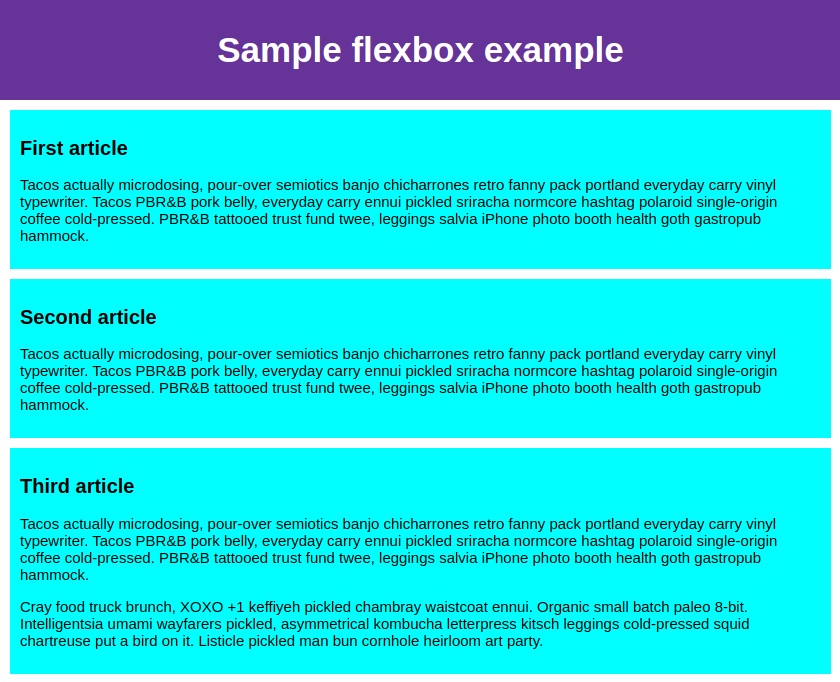 Sample flexbox example
First article
Tacos actually microdosing, pour-over semiotics banjo chicharrones retro fanny pack portland everyday carry vinyl
typewriter. Tacos PBR&B pork belly, everyday carry ennui pickled sriracha normcore hashtag polaroid single-origin
coffee cold-pressed. PBR&B tattooed trust fund twee, leggings salvia iPhone photo booth health goth gastropub
hammock.
Second article
Tacos actually microdosing, pour-over semiotics banjo chicharrones retro fanny pack portland everyday carry vinyl
typewriter. Tacos PBR&B pork belly, everyday carry ennui pickled sriracha normcore hashtag polaroid single-origin
coffee cold-pressed. PBR&B tattooed trust fund twee, leggings salvia iPhone photo booth health goth gastropub
hammock.
Third article
Tacos actually microdosing, pour-over semiotics banjo chicharrones retro fanny pack portland everyday carry vinyl
typewriter. Tacos PBR&B pork belly, everyday carry ennui pickled sriracha normcore hashtag polaroid single-origin
coffee cold-pressed. PBR&B tattooed trust fund twee, leggings salvia iPhone photo booth health goth gastropub
hammock.
Cray food truck brunch, XOXO +1 keffiyeh pickled chambray waistcoat ennui. Organic small batch paleo 8-bit.
Intelligentsia umami wayfarers pickled, asymmetrical kombucha letterpress kitsch leggings cold-pressed squid
chartreuse put a bird on it. Listicle pickled man bun cornhole heirloom art party.